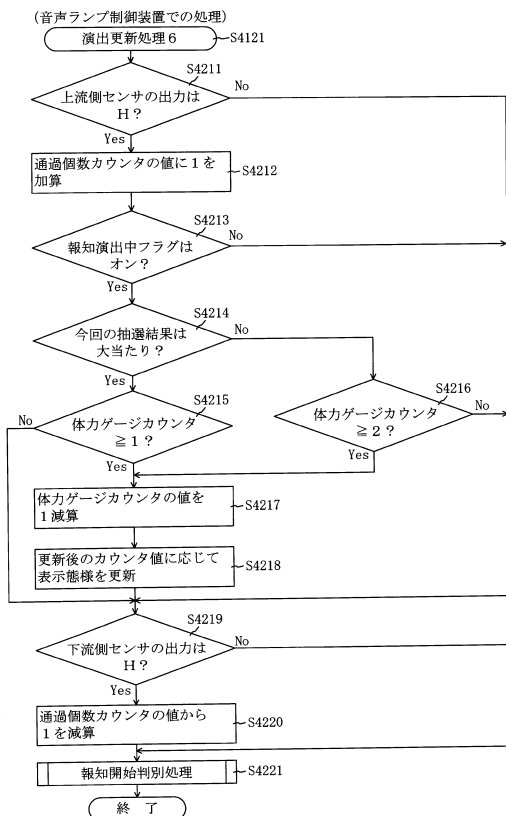 (音声ランプ制御装置での処理)
演出更新処理6
S4121
S4211
上流側センサの出力は
H?
No
Yes
通過個数カウンタの値に1を
加算
S4212
S4213
報知演出中フラグは
オン?
No
Yes
S4214
今回の抽選結果は
大当たり?
No
Yes
S4215
No
体力ゲージカウンタ
≧1?
Yes
S4216
体力ゲージカウンタ
≧2?
No
Yes
体力ゲージカウンタの値を
1減算
S4217
更新後のカウンタ値に応じて
表示態様を更新
S4218
S4219
下流側センサの出力は
H?
No
Yes
通過個数カウンタの値から
1を減算
S4220
報知開始判別処理
S4221
終 了